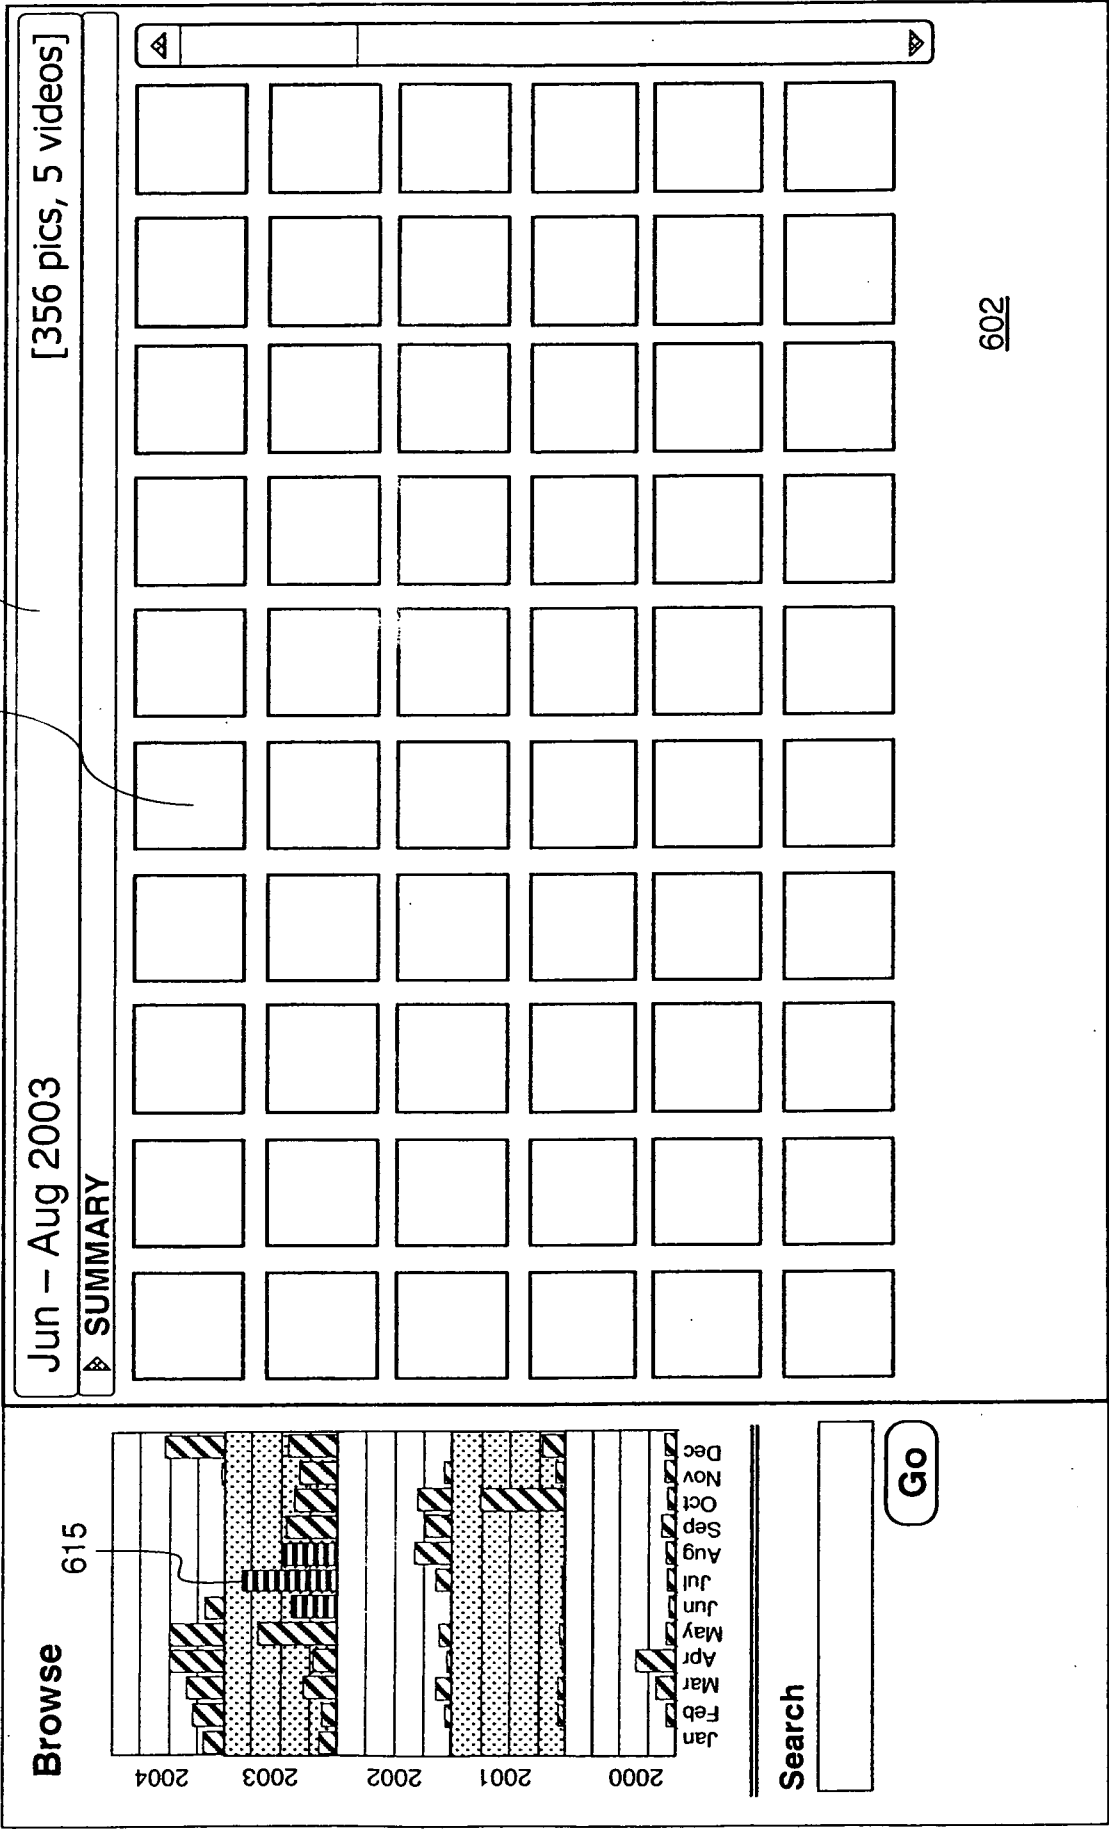 Browse
615
2004
2003
2002
2001
2000
Jan
Feb
Mar
Apr
May
Jun
Jul
Aug
Sep
Oct
Nov
Dec
Search
Go
Jun – Aug 2003 [356 pics, 5 videos]
SUMMARY
602